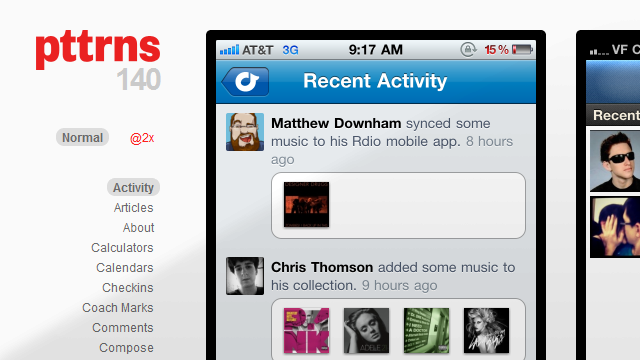 pttrns
140
Normal
@2x
Activity
Articles
About
Calculators
Calendars
Checkins
Coach Marks
Comments
Compose
AT&T 3G 9:17 AM 15%
Recent Activity
Matthew Downham synced some
music to his Rdio mobile app. 8 hours
ago
Chris Thomson added some music to
his collection. 9 hours ago
ADELE
VF C
Recent